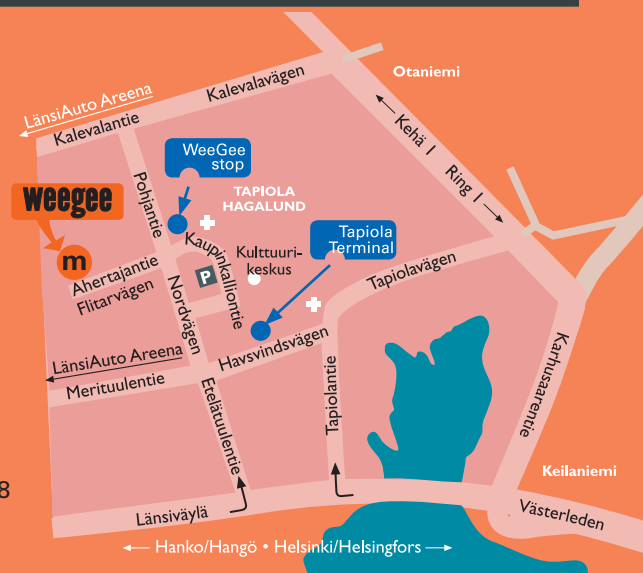 Otaniemi
LänsiAuto Areena
Kalevalavägen
Kalevalantie
Kehä I
Ring I
WeeGee
stop
weegee
m
Pohjantie
TAPIOLA
HAGALUND
Tapiola
Terminal
Kaupinkalliontie
Kulttuuri-
keskus
P
Tapiolavägen
Ahertajantie
Flitarvägen
Nordvägen
Havsvindsvägen
LänsiAuto Areena
Merituulentie
Etelätuulentie
Tapiolantie
Karhusaarentie
Keilaniemi
8
Länsiväylä
Västerleden
Hanko/Hangö • Helsinki/Helsingfors